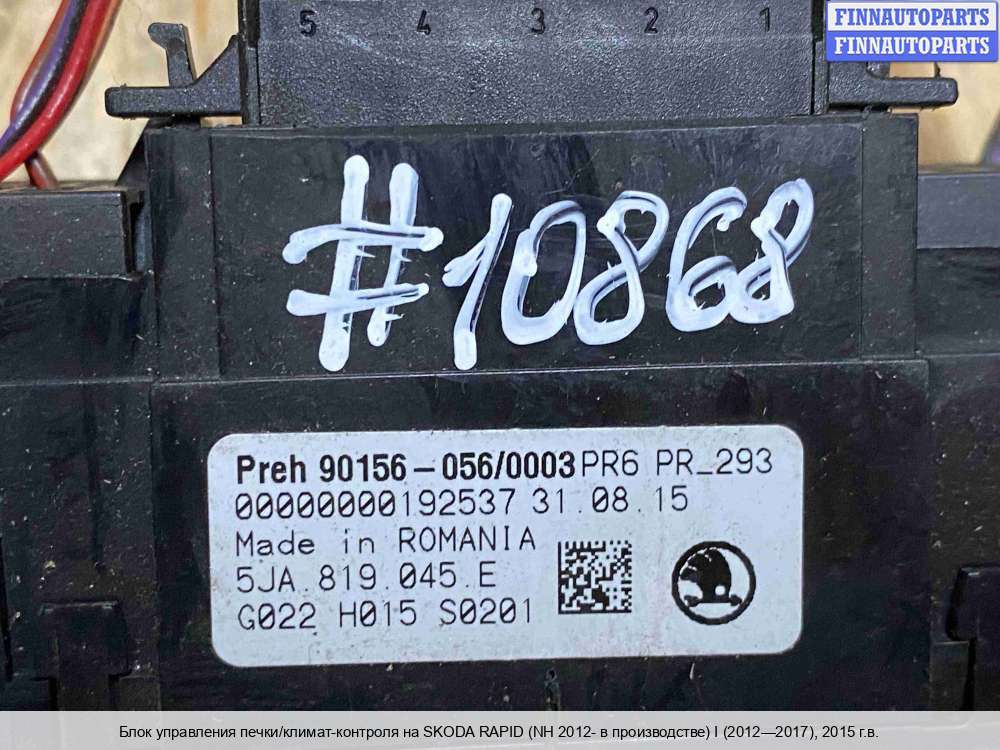 5 4 3 2 1
FINNAUTOPARTS
FINNAUTOPARTS
#10868
Preh 90156-056/0003 PR6 PR_293
00000000192537 31.08.15
Made in ROMANIA
5JA.819.045.E
G022 H015 S0201
Блок управления печки/климат-контроля на SKODA RAPID (NH 2012- в производстве) I (2012—2017), 2015 г.в.